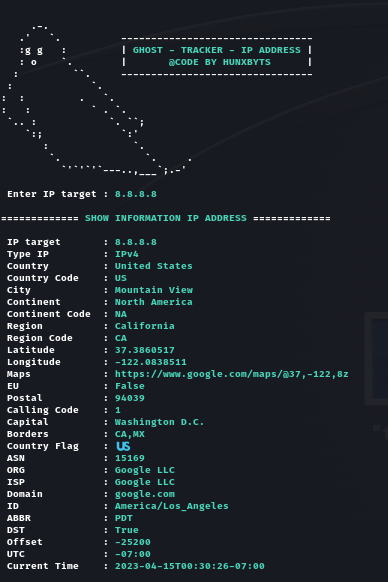 GHOST - TRACKER - IP ADDRESS
@CODE BY HUNXBYTS
Enter IP target : 8.8.8.8
============= SHOW INFORMATION IP ADDRESS =============
IP target : 8.8.8.8
Type IP : IPv4
Country : United States
Country Code : US
City : Mountain View
Continent : North America
Continent Code : NA
Region : California
Region Code : CA
Latitude : 37.3860517
Longitude : -122.0838511
Maps : https://www.google.com/maps/@37,-122,8z
EU : False
Postal : 94039
Calling Code : 1
Capital : Washington D.C.
Borders : CA,MX
Country Flag : US
ASN : 15169
ORG : Google LLC
ISP : Google LLC
Domain : google.com
ID : America/Los_Angeles
ABBR : PDT
DST : True
Offset : -25200
UTC : -07:00
Current Time : 2023-04-15T00:30:26-07:00